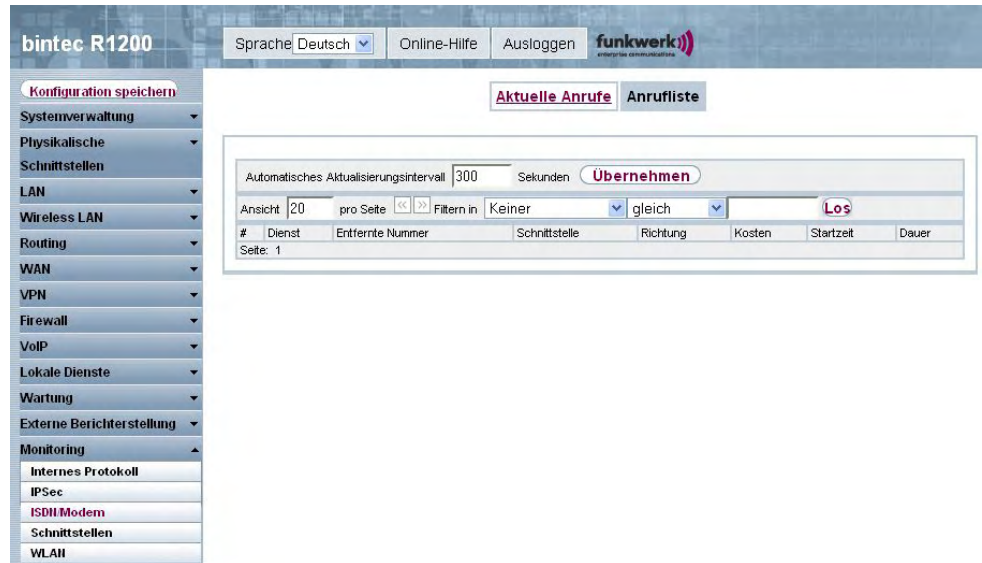 bintec R1200
Sprache Deutsch Online-Hilfe Ausloggen funkwerk
enterprise communications
Konfiguration speichern
Systemverwaltung
Physikalische
Schnittstellen
LAN
Wireless LAN
Routing
WAN
VPN
Firewall
VoIP
Lokale Dienste
Wartung
Externe Berichterstellung
Monitoring
Internes Protokoll
IPSec
ISDN/Modem
Schnittstellen
WLAN
Aktuelle Anrufe Anrufliste
Automatisches Aktualisierungsintervall 300 Sekunden Übernehmen
Ansicht 20 pro Seite << >> Filtern in Keiner gleich Los
# Dienst Entfernte Nummer Schnittstelle Richtung Kosten Startzeit Dauer
Seite: 1